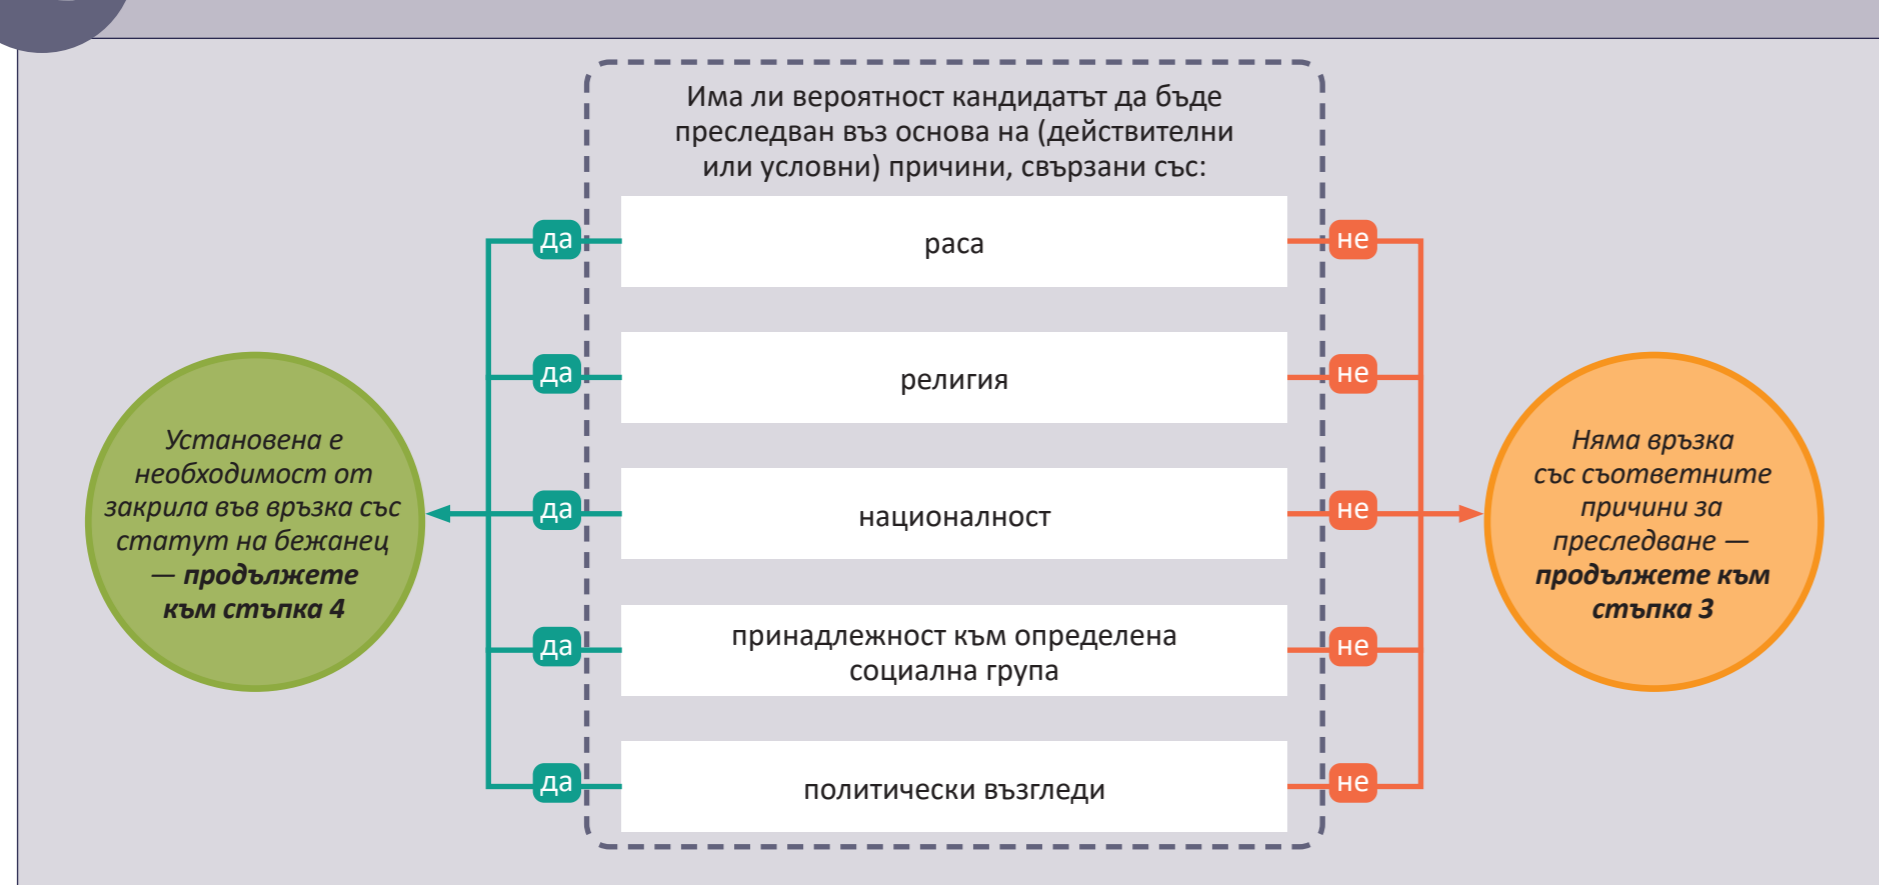 Има ли вероятност кандидатът да бъде
преследван въз основа на (действителни
или условни) причини, свързани със:
да
раса
не
да
религия
не
да
националност
не
да
принадлежност към определена
социална група
не
да
политически възгледи
не
Установена е
необходимост от
закрила във връзка със
статут на бежанец
— продължете
към стъпка 4
Няма връзка
със съответните
причини за
преследване —
продължете към
стъпка 3